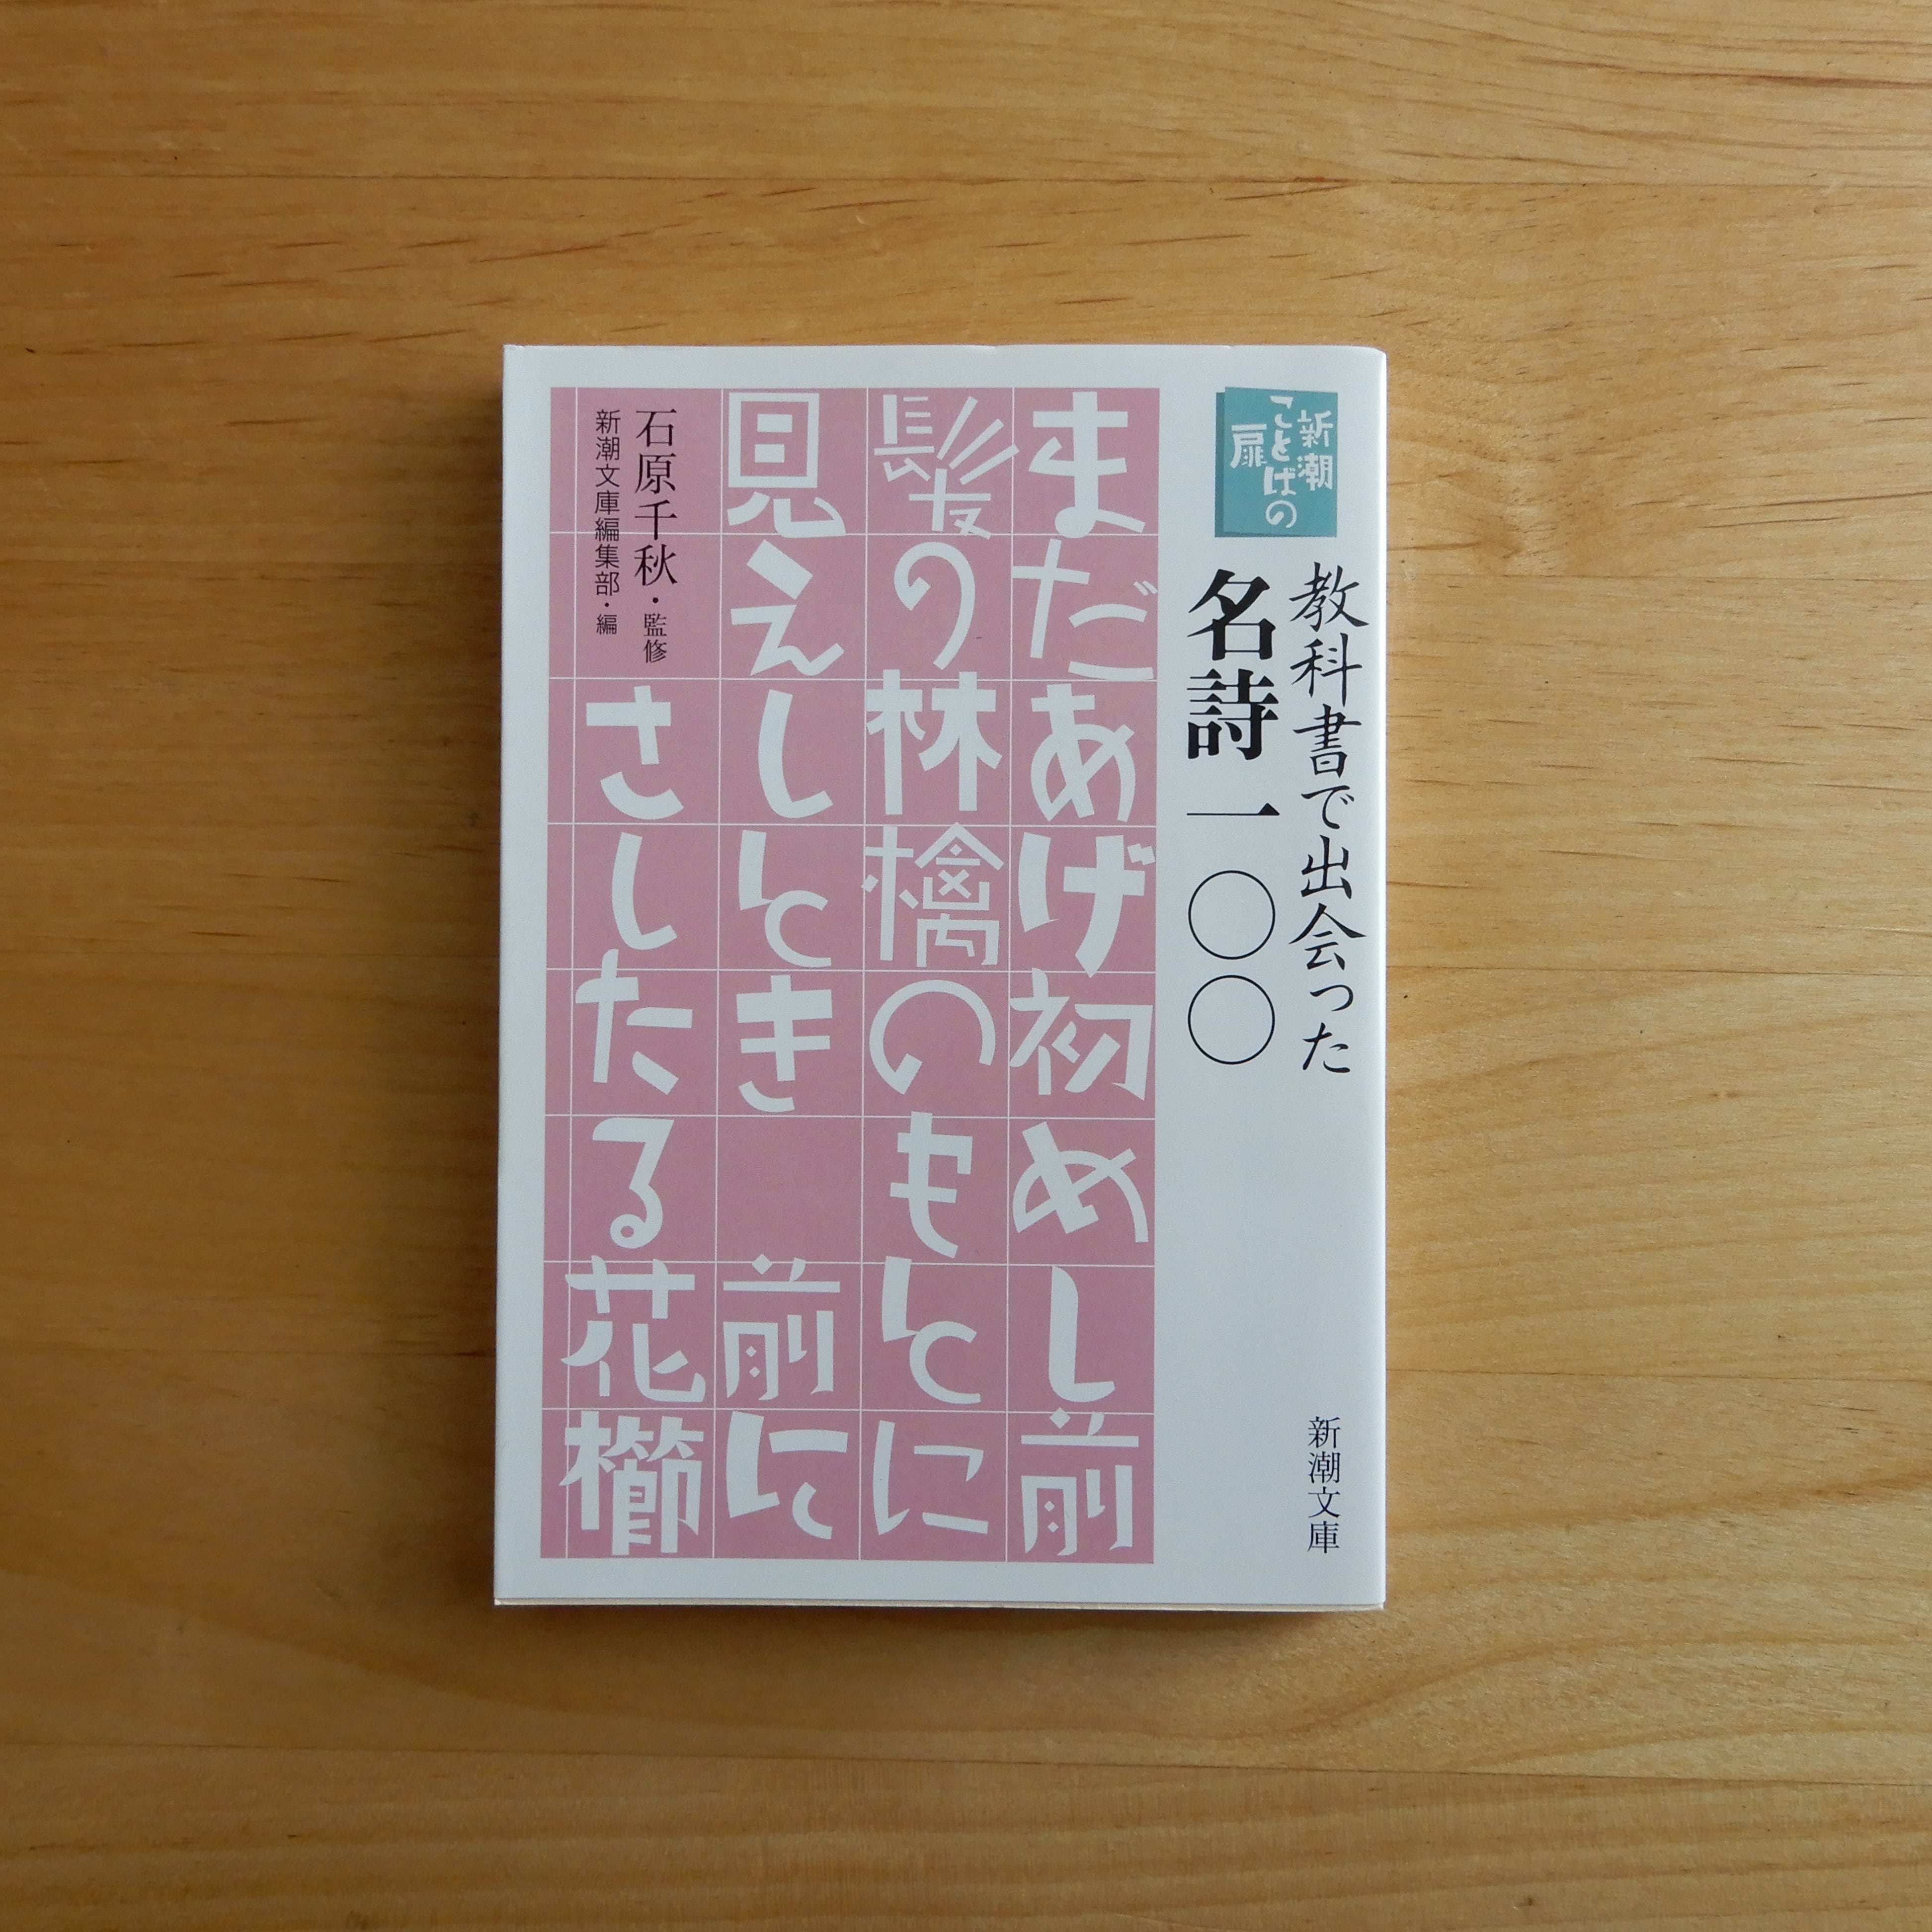 新潮
ことばの
扉
教科書で出会った
名詩一〇〇
新潮文庫
まだあげ初めし前
髪の林檎のもとに
見えしとき 前に
さしたる花櫛
石原千秋・監修
新潮文庫編集部・編